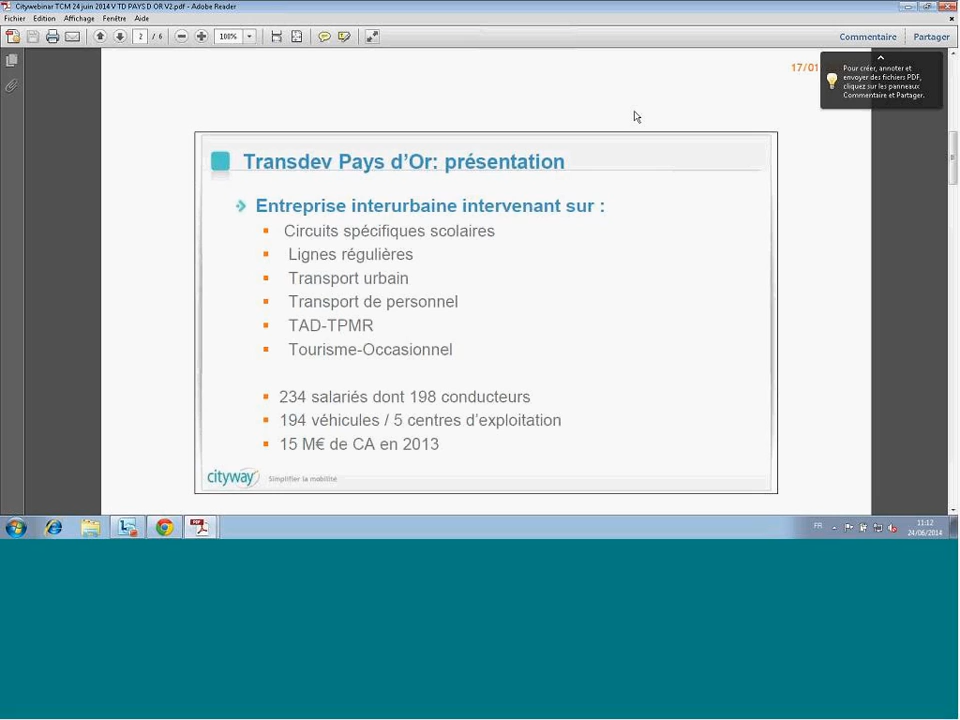 Citywebinar TCM 24 juin 2014 V TD PAYS D OR V2.pdf - Adobe Reader
Fichier Edition Affichage Fenêtre Aide
2 / 6 100% Commentaire Partager
17/01
Pour créer, annoter et
envoyer des fichiers PDF,
cliquez sur les panneaux
Commentaire et Partager.
Transdev Pays d'Or: présentation
Entreprise interurbaine intervenant sur :
Circuits spécifiques scolaires
Lignes régulières
Transport urbain
Transport de personnel
TAD-TPMR
Tourisme-Occasionnel
234 salariés dont 198 conducteurs
194 véhicules / 5 centres d'exploitation
15 M€ de CA en 2013
cityway Simplifier la mobilité
FR 11:12
24/06/2014